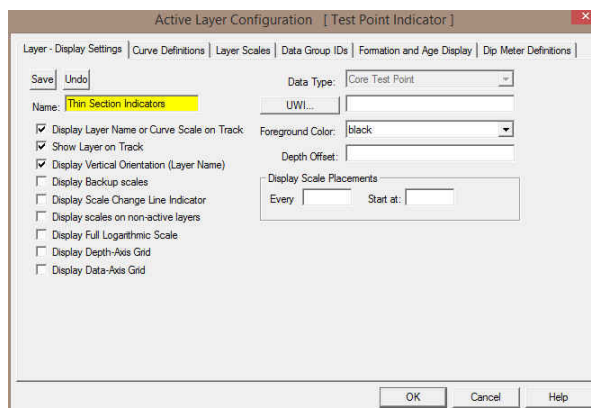 Active Layer Configuration [ Test Point Indicator ]
Layer - Display Settings Curve Definitions Layer Scales Data Group IDs Formation and Age Display Dip Meter Definitions
Save Undo
Name: Thin Section Indicators
Display Layer Name or Curve Scale on Track
Show Layer on Track
Display Vertical Orientation (Layer Name)
Display Backup scales
Display Scale Change Line Indicator
Display scales on non-active layers
Display Full Logarithmic Scale
Display Depth-Axis Grid
Display Data-Axis Grid
Data Type: Core Test Point
UWI...
Foreground Color: black
Depth Offset:
Display Scale Placements
Every Start at:
OK Cancel Help